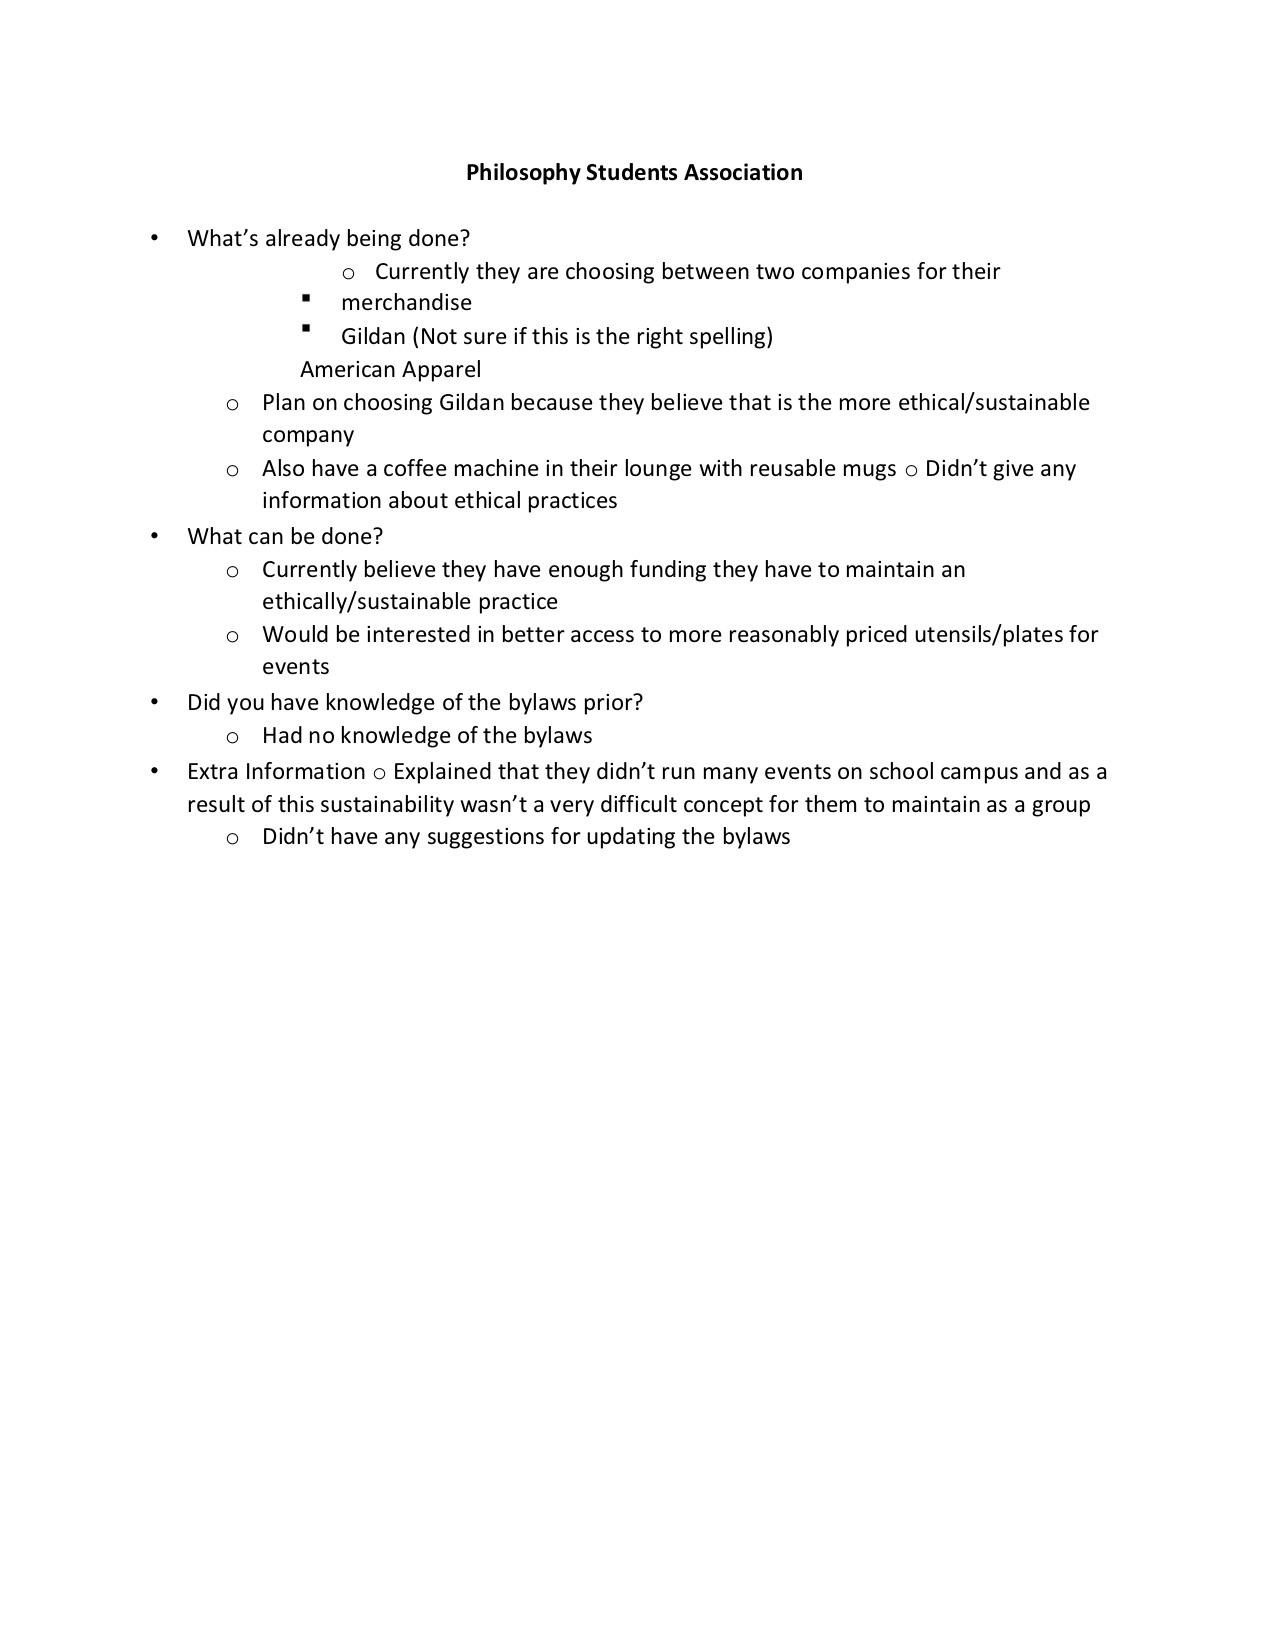 Philosophy Students Association
• What’s already being done?
o Currently they are choosing between two companies for their
▪ merchandise
▪ Gildan (Not sure if this is the right spelling)
American Apparel
o Plan on choosing Gildan because they believe that is the more ethical/sustainable
company
o Also have a coffee machine in their lounge with reusable mugs o Didn’t give any
information about ethical practices
• What can be done?
o Currently believe they have enough funding they have to maintain an
ethically/sustainable practice
o Would be interested in better access to more reasonably priced utensils/plates for
events
• Did you have knowledge of the bylaws prior?
o Had no knowledge of the bylaws
• Extra Information o Explained that they didn’t run many events on school campus and as a
result of this sustainability wasn’t a very difficult concept for them to maintain as a group
o Didn’t have any suggestions for updating the bylaws